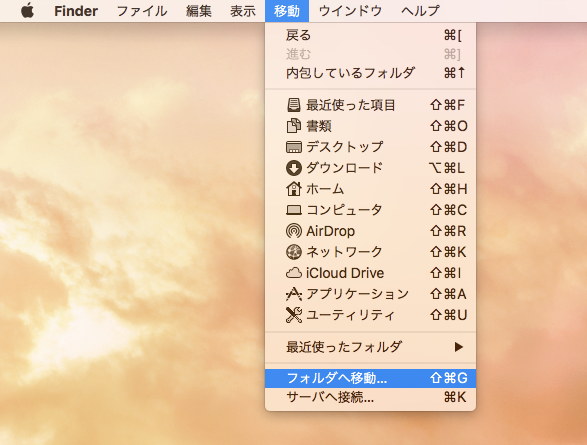 Finder ファイル 編集 表示 移動 ウインドウ ヘルプ
戻る ⌘[
進む ⌘]
内包しているフォルダ ⌘↑
最近使った項目 ⇧⌘F
書類 ⇧⌘O
デスクトップ ⇧⌘D
ダウンロード ⌥⌘L
ホーム ⇧⌘H
コンピュータ ⇧⌘C
AirDrop ⇧⌘R
ネットワーク ⇧⌘K
iCloud Drive ⇧⌘I
アプリケーション ⇧⌘A
ユーティリティ ⇧⌘U
最近使ったフォルダ ▶
フォルダへ移動... ⇧⌘G
サーバへ接続... ⌘K